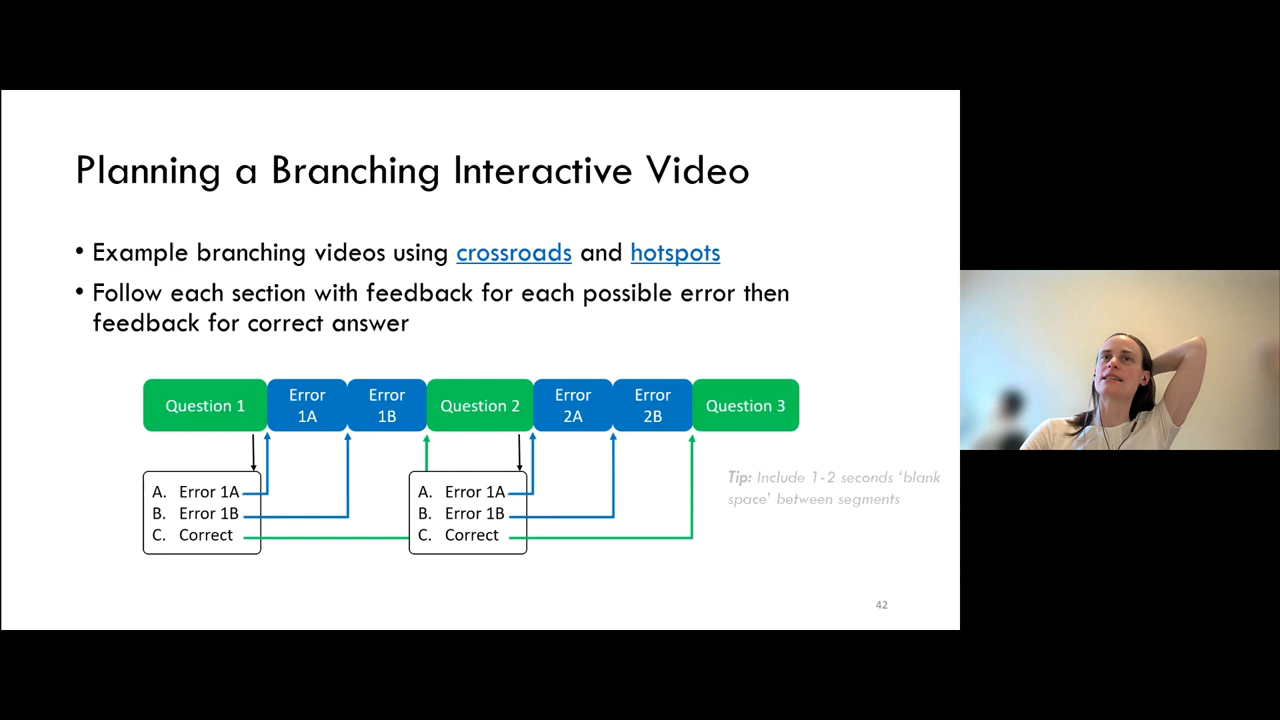 Planning a Branching Interactive Video
• Example branching videos using crossroads and hotspots
• Follow each section with feedback for each possible error then
feedback for correct answer
Question 1
Error
1A
Error
1B
Question 2
Error
2A
Error
2B
Question 3
A. Error 1A
B. Error 1B
C. Correct
A. Error 1A
B. Error 1B
C. Correct
Tip: Include 1-2 seconds ‘blank
space’ between segments
42